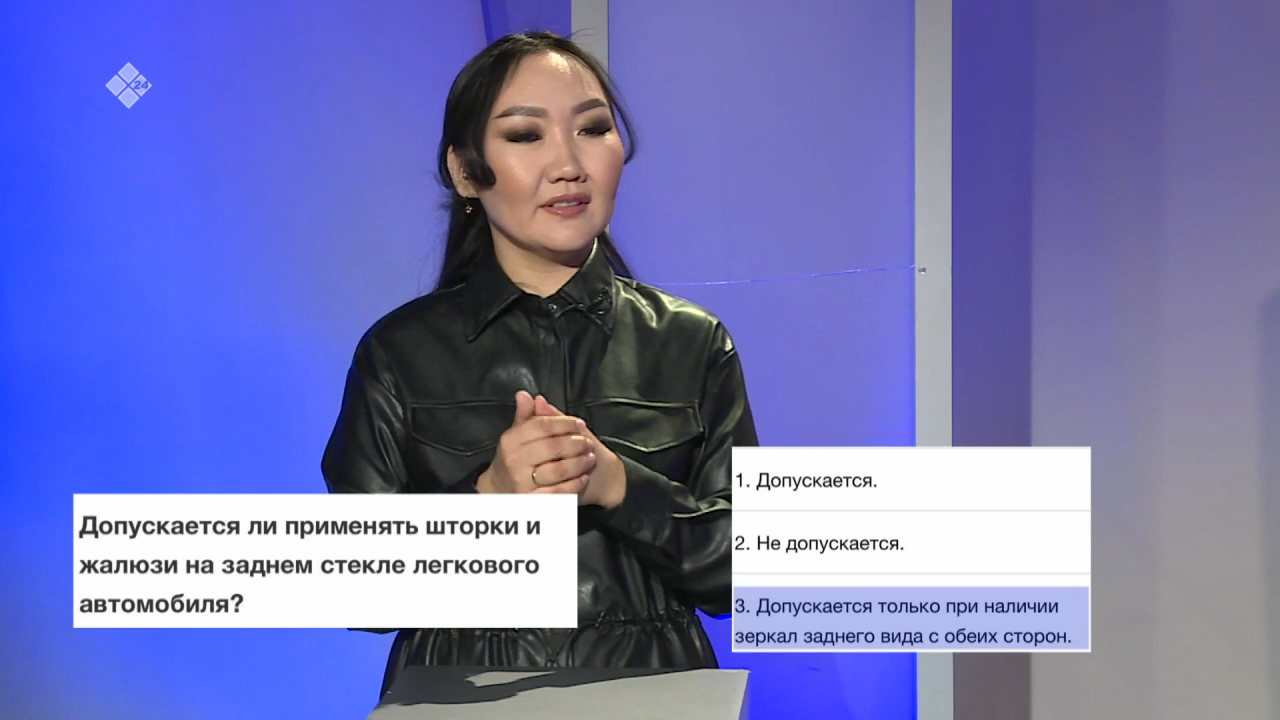 24
Допускается ли применять шторки и
жалюзи на заднем стекле легкового
автомобиля?
1. Допускается.
2. Не допускается.
3. Допускается только при наличии
зеркал заднего вида с обеих сторон.